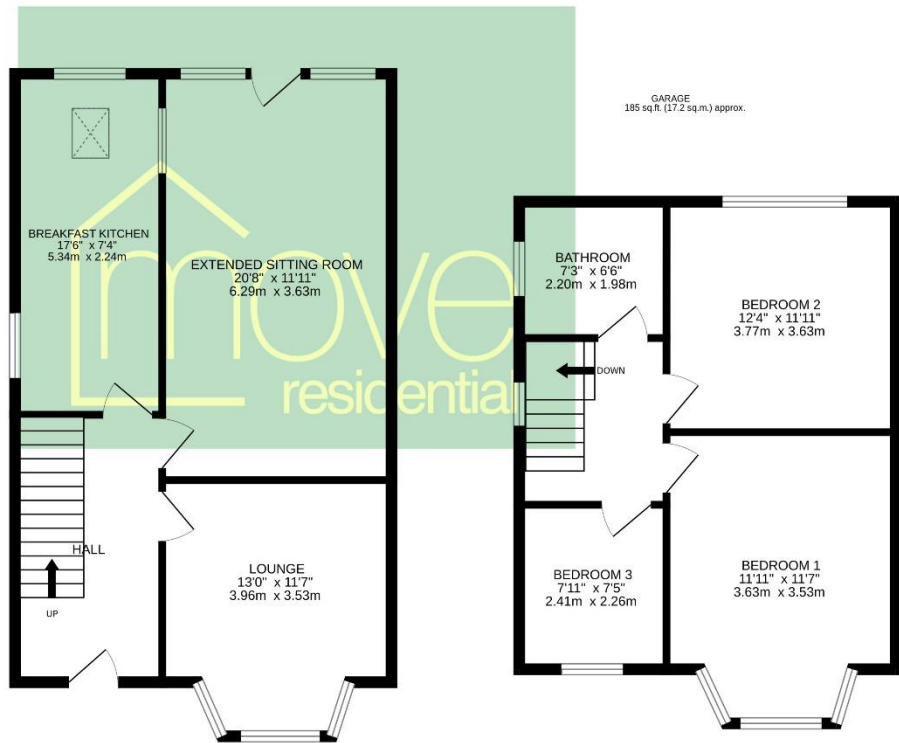 GARAGE
185 sq.ft. (17.2 sq.m.) approx.
BREAKFAST KITCHEN
17'6" x 7'4"
5.34m x 2.24m
EXTENDED SITTING ROOM
20'8" x 11'11"
6.29m x 3.63m
move
residential
HALL
UP
LOUNGE
13'0" x 11'7"
3.96m x 3.53m
BATHROOM
7'3" x 6'6"
2.20m x 1.98m
BEDROOM 2
12'4" x 11'11"
3.77m x 3.63m
DOWN
BEDROOM 3
7'11" x 7'5"
2.41m x 2.26m
BEDROOM 1
11'11" x 11'7"
3.63m x 3.53m